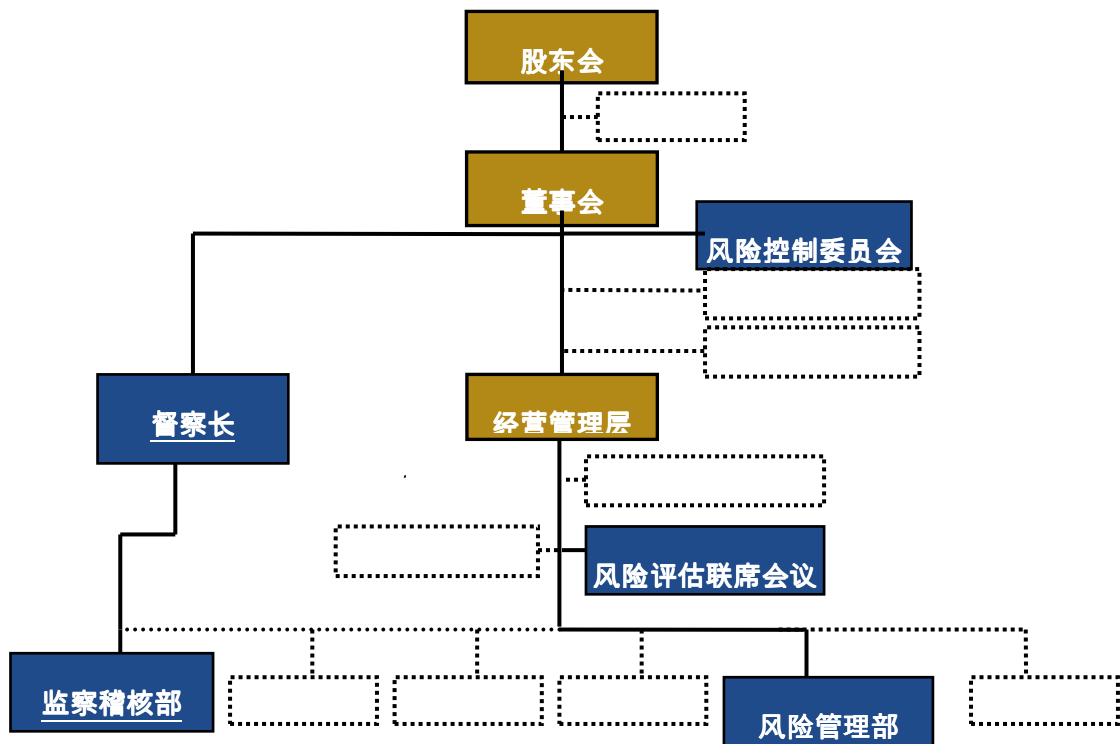 股东会
董事会
风险控制委员会
督察长
经营管理层
风险评估联席会议
监察稽核部
风险管理部